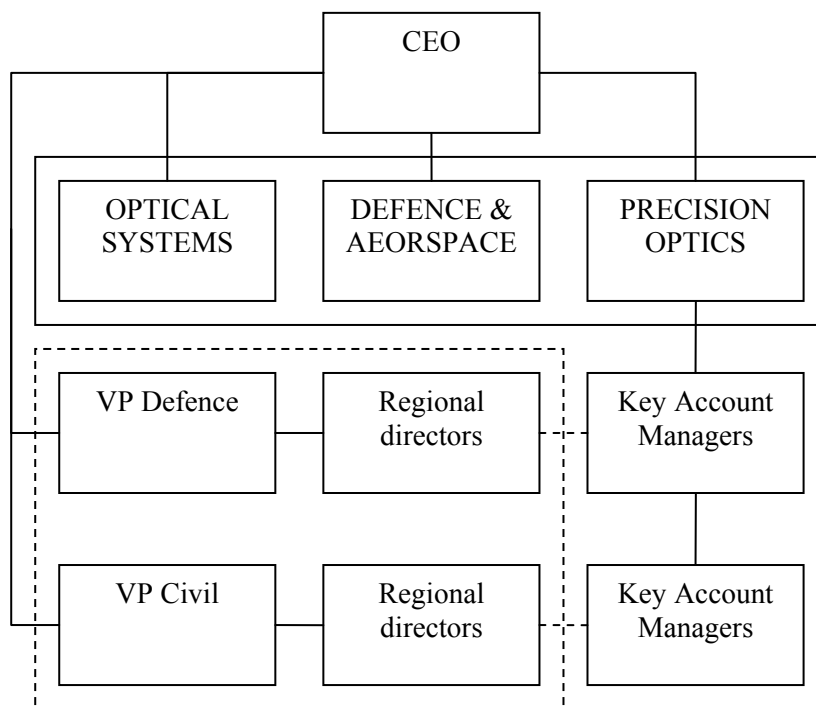 CEO
OPTICAL
SYSTEMS
DEFENCE &
AEORSPACE
PRECISION
OPTICS
VP Defence
Regional
directors
Key Account
Managers
VP Civil
Regional
directors
Key Account
Managers